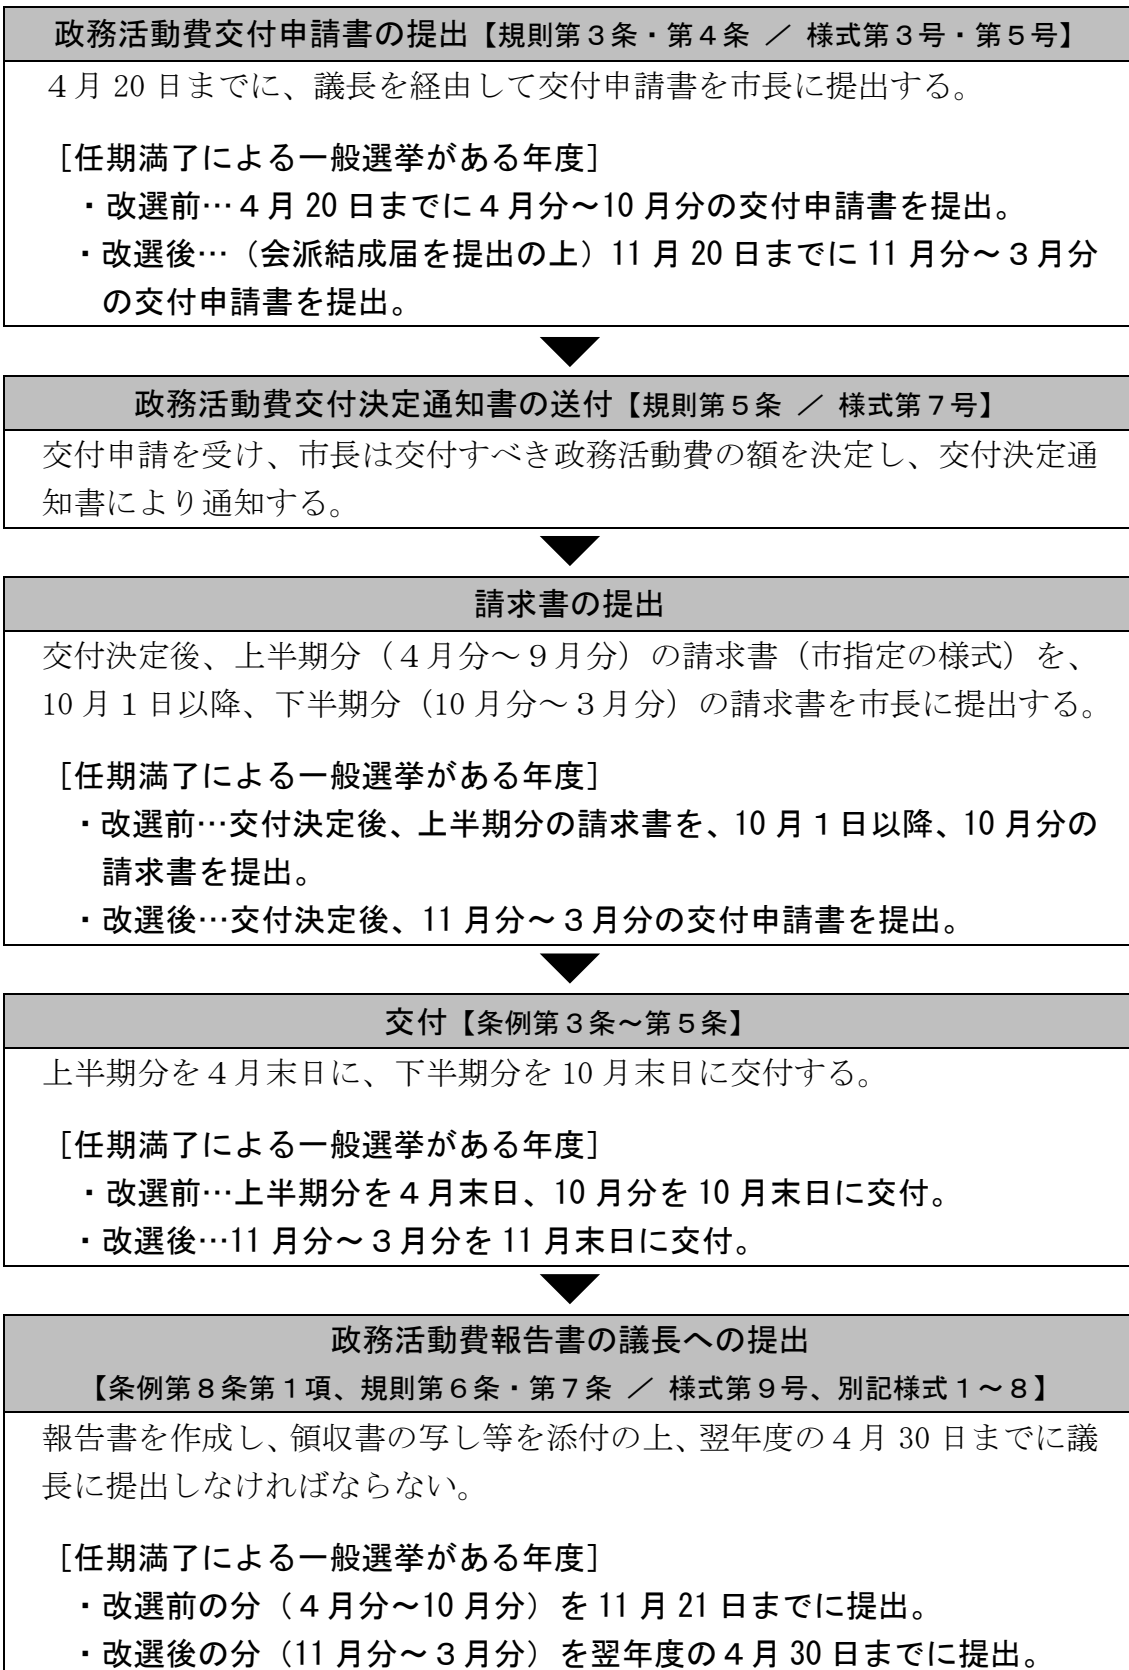 政務活動費交付申請書の提出【規則第３条・第４条 ／ 様式第３号・第５号】
４月 20 日までに、議長を経由して交付申請書を市長に提出する。
［任期満了による一般選挙がある年度］
・改選前…４月 20 日までに４月分～10 月分の交付申請書を提出。
・改選後…（会派結成届を提出の上）11 月 20 日までに 11 月分～３月分
の交付申請書を提出。
政務活動費交付決定通知書の送付【規則第５条 ／ 様式第７号】
交付申請を受け、市長は交付すべき政務活動費の額を決定し、交付決定通
知書により通知する。
請求書の提出
交付決定後、上半期分（４月分～９月分）の請求書（市指定の様式）を、
10 月１日以降、下半期分（10 月分～３月分）の請求書を市長に提出する。
［任期満了による一般選挙がある年度］
・改選前…交付決定後、上半期分の請求書を、10 月１日以降、10 月分の
請求書を提出。
・改選後…交付決定後、11 月分～３月分の交付申請書を提出。
交付【条例第３条～第５条】
上半期分を４月末日に、下半期分を 10 月末日に交付する。
［任期満了による一般選挙がある年度］
・改選前…上半期分を４月末日、10 月分を 10 月末日に交付。
・改選後…11 月分～３月分を 11 月末日に交付。
政務活動費報告書の議長への提出
【条例第８条第１項、規則第６条・第７条 ／ 様式第９号、別記様式１～８】
報告書を作成し、領収書の写し等を添付の上、翌年度の４月 30 日までに議
長に提出しなければならない。
［任期満了による一般選挙がある年度］
・改選前の分（４月分～10 月分）を 11 月 21 日までに提出。
・改選後の分（11 月分～３月分）を翌年度の４月 30 日までに提出。